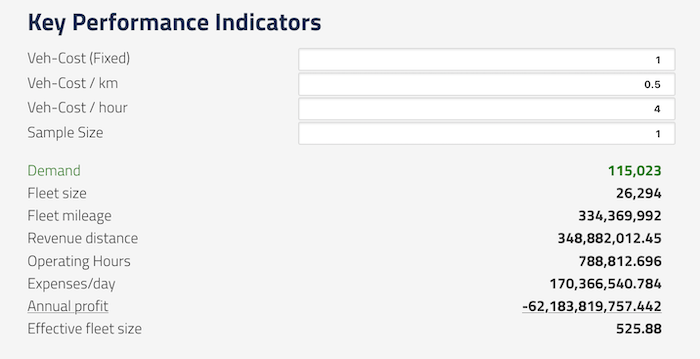 Key Performance Indicators
Veh-Cost (Fixed) 1
Veh-Cost / km 0.5
Veh-Cost / hour 4
Sample Size 1
Demand 115,023
Fleet size 26,294
Fleet mileage 334,369,992
Revenue distance 348,882,012.45
Operating Hours 788,812.696
Expenses/day 170,366,540.784
Annual profit -62,183,819,757.442
Effective fleet size 525.88